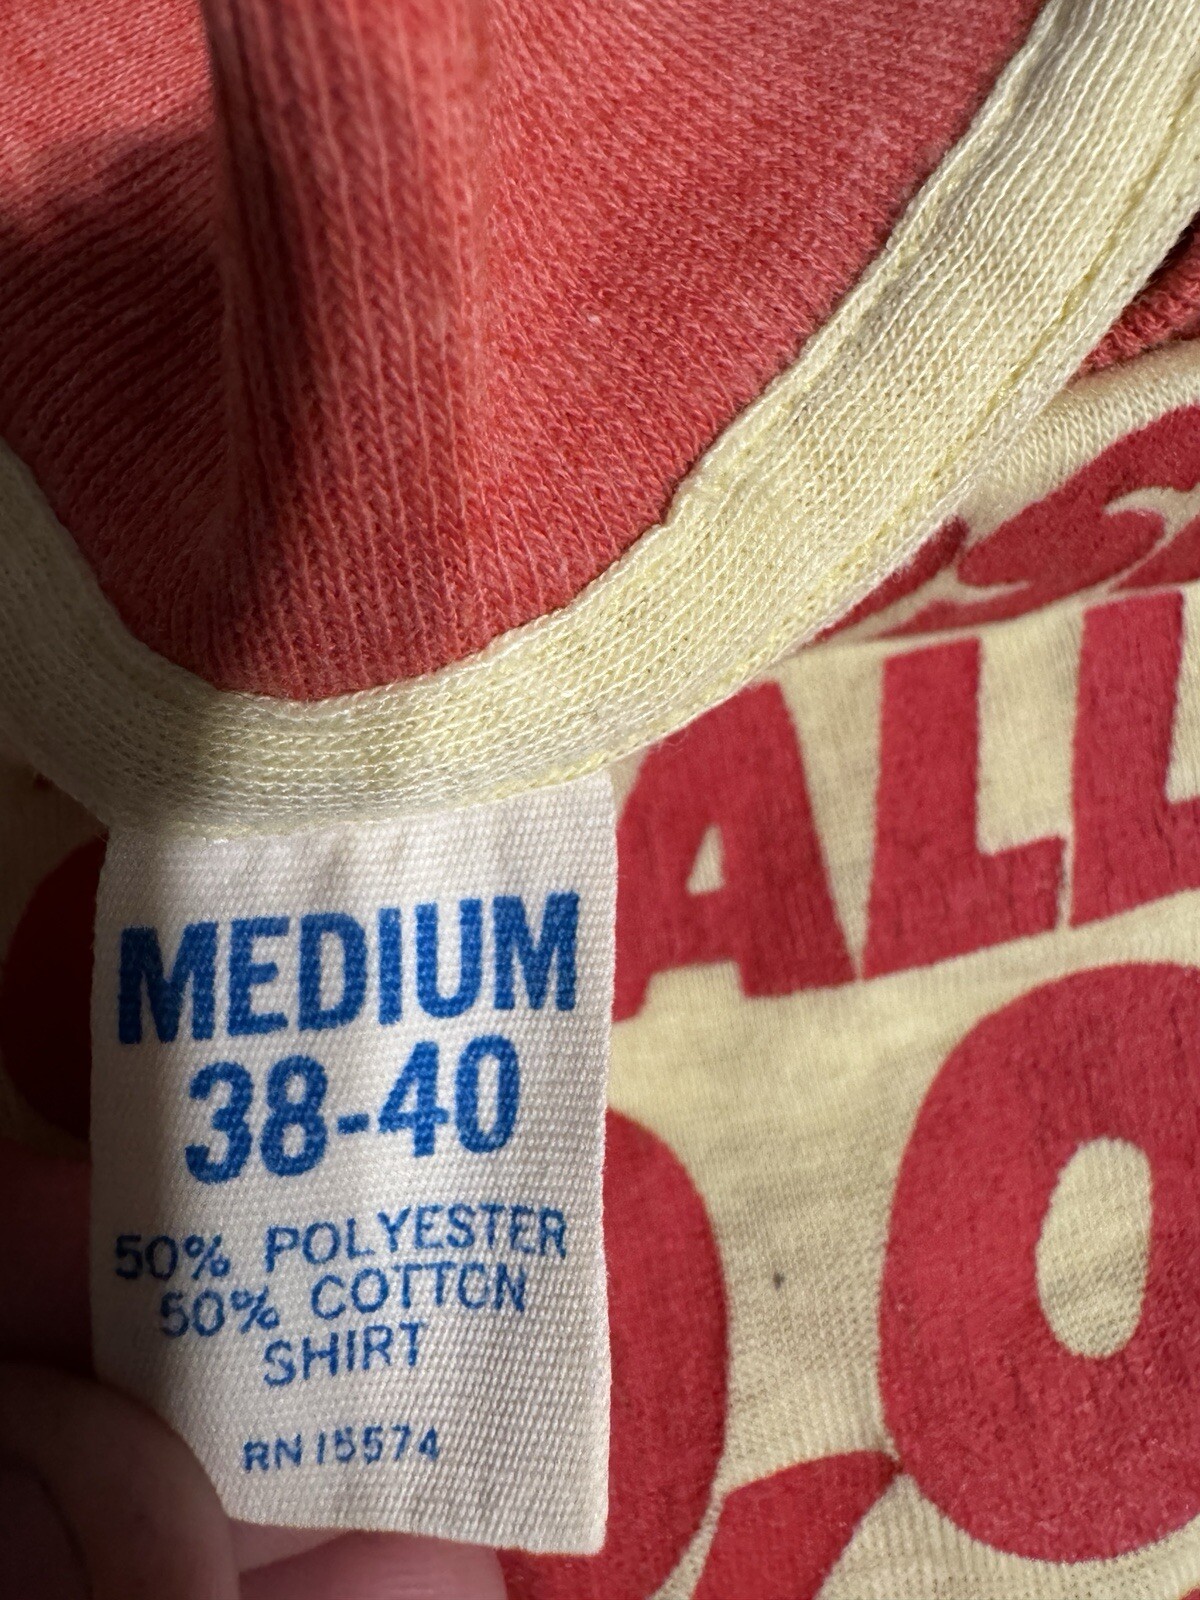 ALL
MEDIUM
38-40
50% POLYESTER
50% COTTON
SHIRT
RN 15574